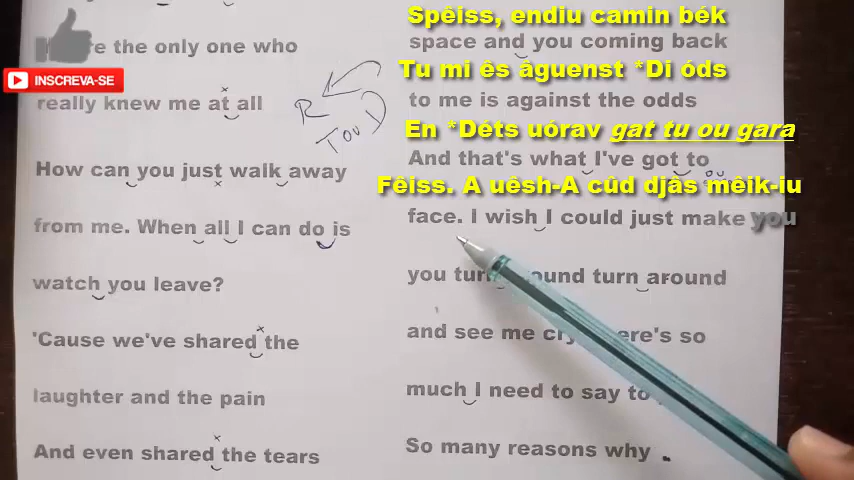 INSCREVA-SE
the only one who
really knew me at all
How can you just walk away
from me. When all I can do is
watch you leave?
'Cause we've shared the
laughter and the pain
And even shared the tears
R
T ou D
Spêiss, endiu camin bék
space and you coming back
Tu mi ês águenst *Di óds
to me is against the odds
En *Déts uórav gat tu ou gara
And that's what I've got to
ou
Fêiss. A uêsh-A cûd djâs mêik-iu
face. I wish I could just make you
you turn around turn around
and see me cry there's so
much I need to say to
So many reasons why